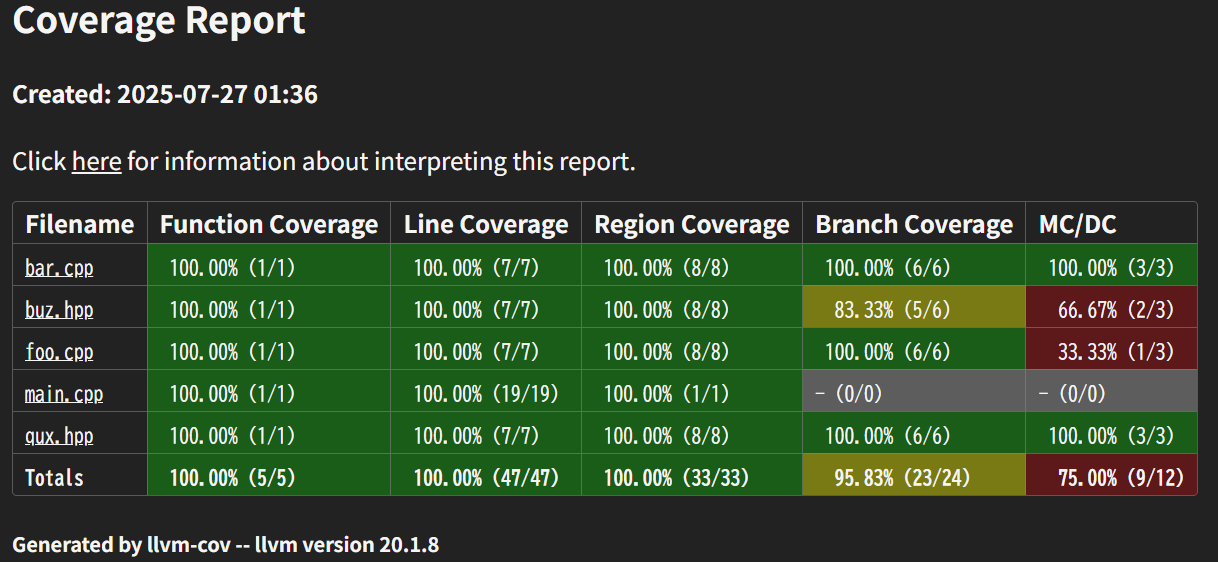 Coverage Report
Created: 2025-07-27 01:36
Click here for information about interpreting this report.
Filename Function Coverage Line Coverage Region Coverage Branch Coverage MC/DC
bar.cpp 100.00% (1/1) 100.00% (7/7) 100.00% (8/8) 100.00% (6/6) 100.00% (3/3)
buz.hpp 100.00% (1/1) 100.00% (7/7) 100.00% (8/8) 83.33% (5/6) 66.67% (2/3)
foo.cpp 100.00% (1/1) 100.00% (7/7) 100.00% (8/8) 100.00% (6/6) 33.33% (1/3)
main.cpp 100.00% (1/1) 100.00% (19/19) 100.00% (1/1) - (0/0) - (0/0)
qux.hpp 100.00% (1/1) 100.00% (7/7) 100.00% (8/8) 100.00% (6/6) 100.00% (3/3)
Totals 100.00% (5/5) 100.00% (47/47) 100.00% (33/33) 95.83% (23/24) 75.00% (9/12)
Generated by llvm-cov -- llvm version 20.1.8